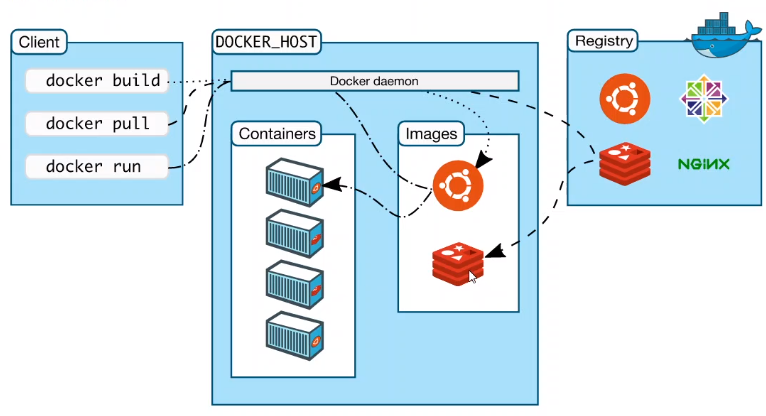 Client
docker build
docker pull
docker run
DOCKER_HOST
Docker daemon
Containers
Images
Registry
NGINX